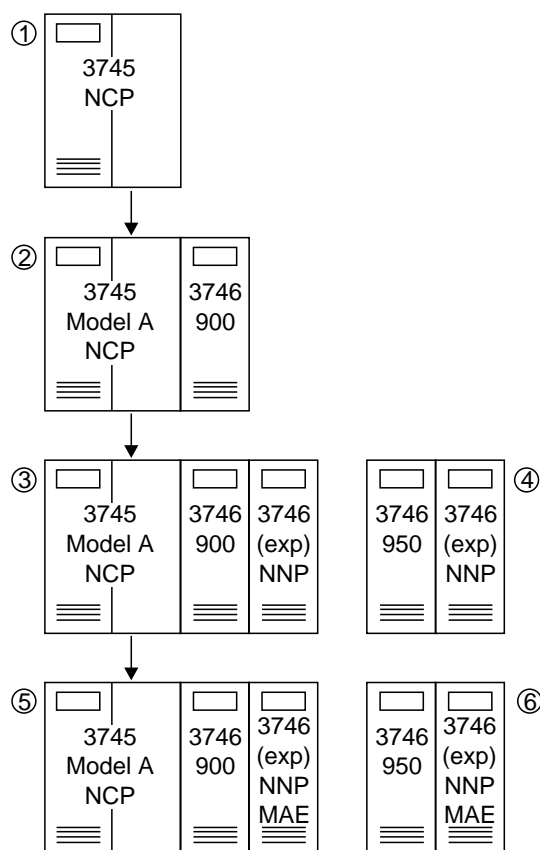 ①
3745
NCP
②
3745
Model A
NCP
3746
900
③
3745
Model A
NCP
3746
900
3746
(exp)
NNP
④
3746
950
3746
(exp)
NNP
⑤
3745
Model A
NCP
3746
900
3746
(exp)
NNP
MAE
⑥
3746
950
3746
(exp)
NNP
MAE